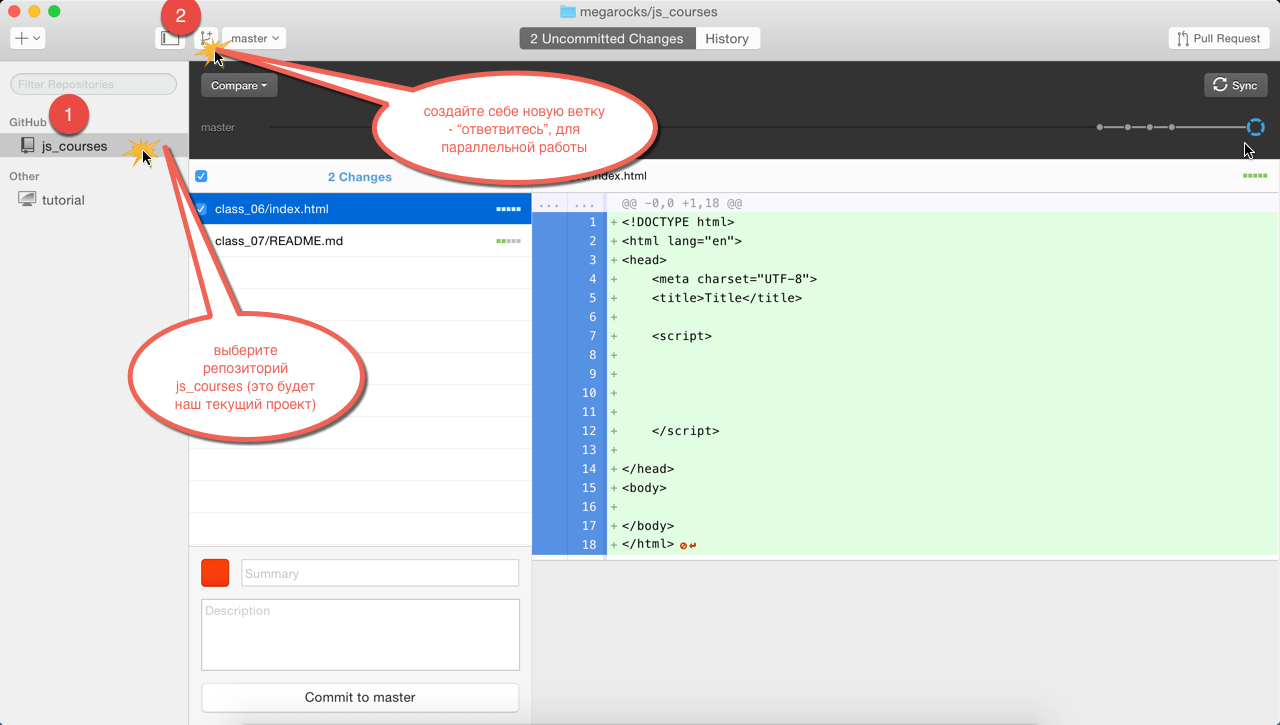 megarocks/js_courses
2
master
2 Uncommitted Changes
History
Pull Request
Filter Repositories
GitHub
1
js_courses
Other
tutorial
Compare
Sync
master
создайте себе новую ветку
- “ответвитесь”, для
параллельной работы
2 Changes
/index.html
class_06/index.html
class_07/README.md
выберите
репозиторий
js_courses (это будет
наш текущий проект)
... ... @@ -0,0 +1,18 @@
1 +<!DOCTYPE html>
2 +<html lang="en">
3 +<head>
4 +    <meta charset="UTF-8">
5 +    <title>Title</title>
6 +
7 +    <script>
8 +
9 +
10 +
11 +
12 +    </script>
13 +
14 +</head>
15 +<body>
16 +
17 +</body>
18 +</html>
Summary
Description
Commit to master